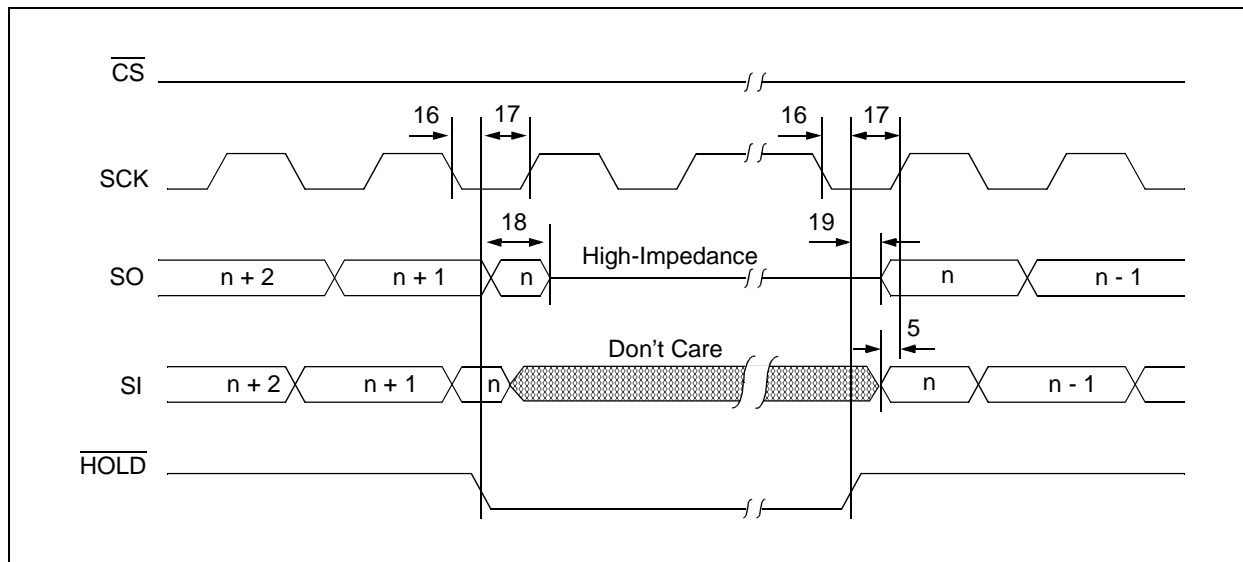 CS
16 17 16 17
SCK
18 19
High-Impedance
SO n + 2 n + 1 n n n - 1
5
Don't Care
SI n + 2 n + 1 n n n - 1
HOLD